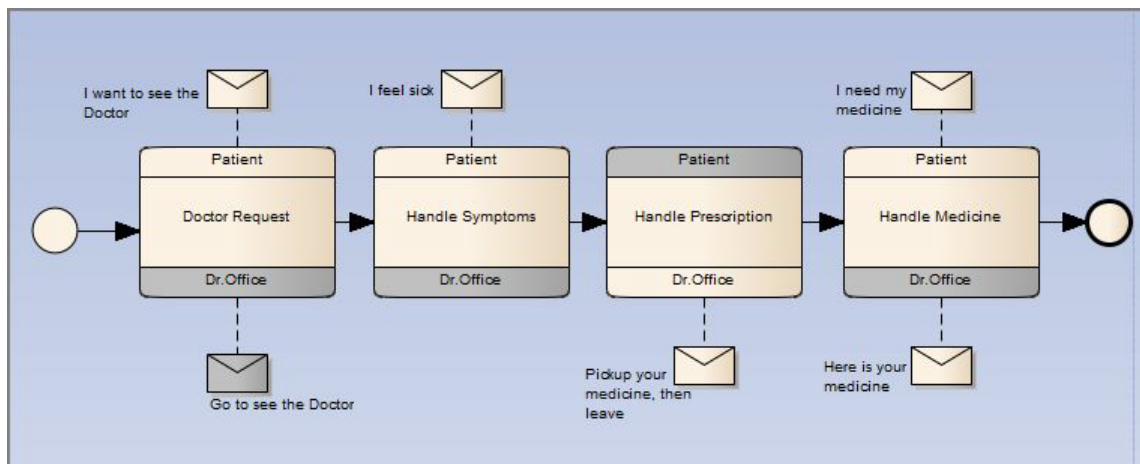 I want to see the
Doctor
I feel sick
I need my
medicine
Patient
Patient
Patient
Patient
Doctor Request
Handle Symptoms
Handle Prescription
Handle Medicine
Dr.Office
Dr.Office
Dr.Office
Dr.Office
Go to see the Doctor
Pickup your
medicine, then
leave
Here is your
medicine